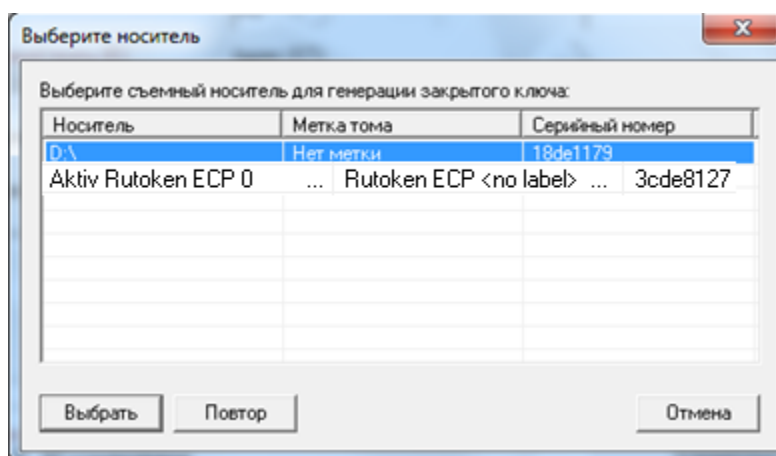 Выберите носитель
Выберите съемный носитель для генерации закрытого ключа:
Носитель Метка тома Серийный номер
D:\ Нет метки 18de1179
Aktiv Rutoken ECP 0 ... Rutoken ECP <no label> ... 3cde8127
Выбрать Повтор Отмена